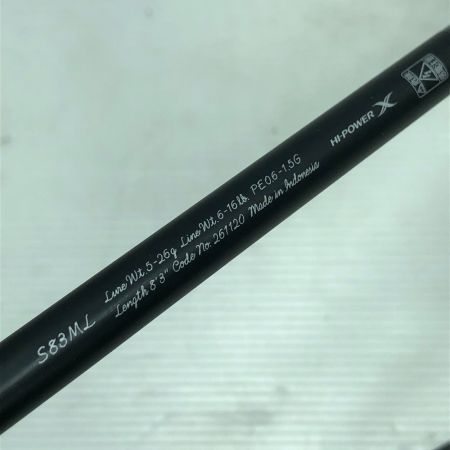 S83ML
Lure Wt. 5-26g Line Wt. 6-16lb. PE0.6-1.5G
Length 8'3" Code No. 261120 Made in Indonesia
HI-POWER X